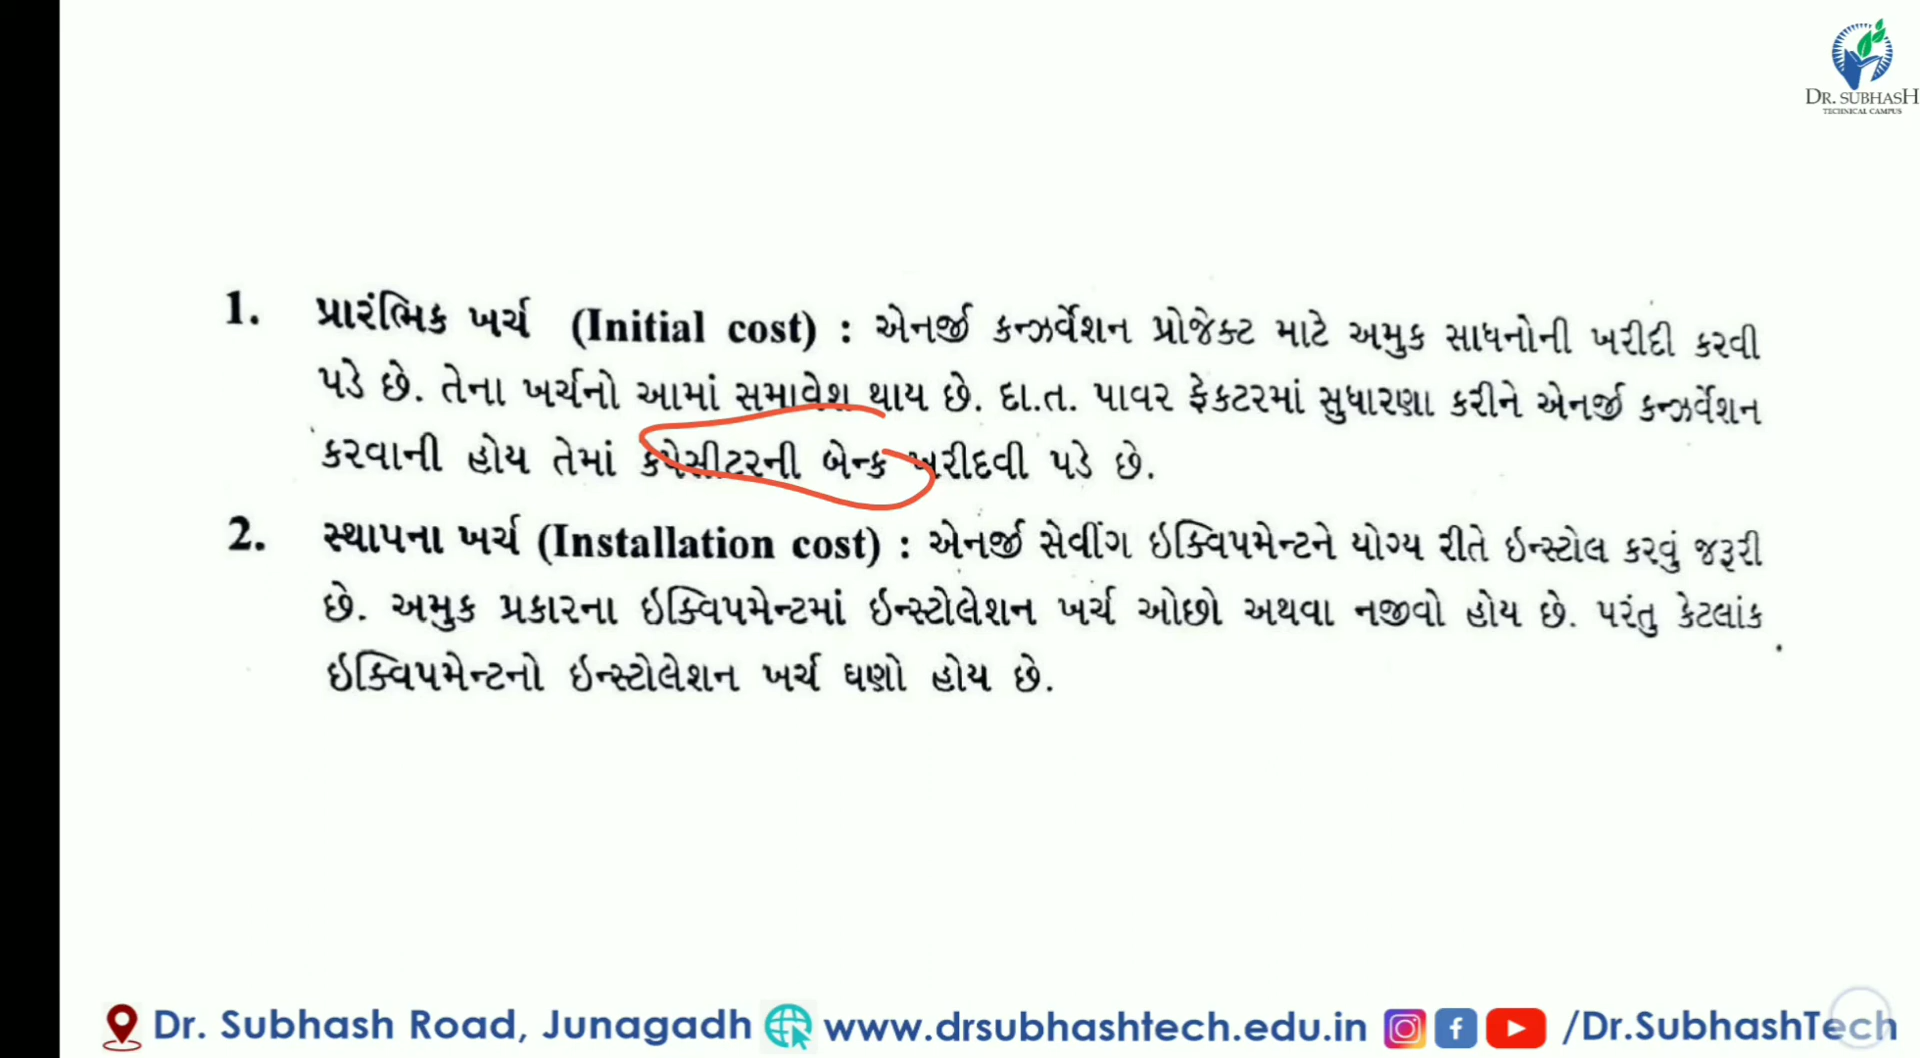 DR. SUBHASH
TECHNICAL CAMPUS
1. પ્રારંભિક ખર્ચ (Initial cost) : એનર્જી કન્ઝર્વેશન પ્રોજેક્ટ માટે અમુક સાધનોની ખરીદી કરવી
પડે છે. તેના ખર્ચનો આમાં સમાવેશ થાય છે. દા.ત. પાવર ફેક્ટરમાં સુધારણા કરીને એનર્જી કન્ઝર્વેશન
કરવાની હોય તેમાં કેપેસીટરની બેન્ક ખરીદવી પડે છે.
2. સ્થાપના ખર્ચ (Installation cost) : એનર્જી સેવીંગ ઇક્વિપમેન્ટને યોગ્ય રીતે ઇન્સ્ટોલ કરવું જરૂરી
છે. અમુક પ્રકારના ઇક્વિપમેન્ટમાં ઇન્સ્ટોલેશન ખર્ચ ઓછો અથવા નજીવો હોય છે. પરંતુ કેટલાંક
ઇક્વિપમેન્ટનો ઇન્સ્ટોલેશન ખર્ચ ઘણો હોય છે.
Dr. Subhash Road, Junagadh www.drsubhashtech.edu.in /Dr.SubhashTech